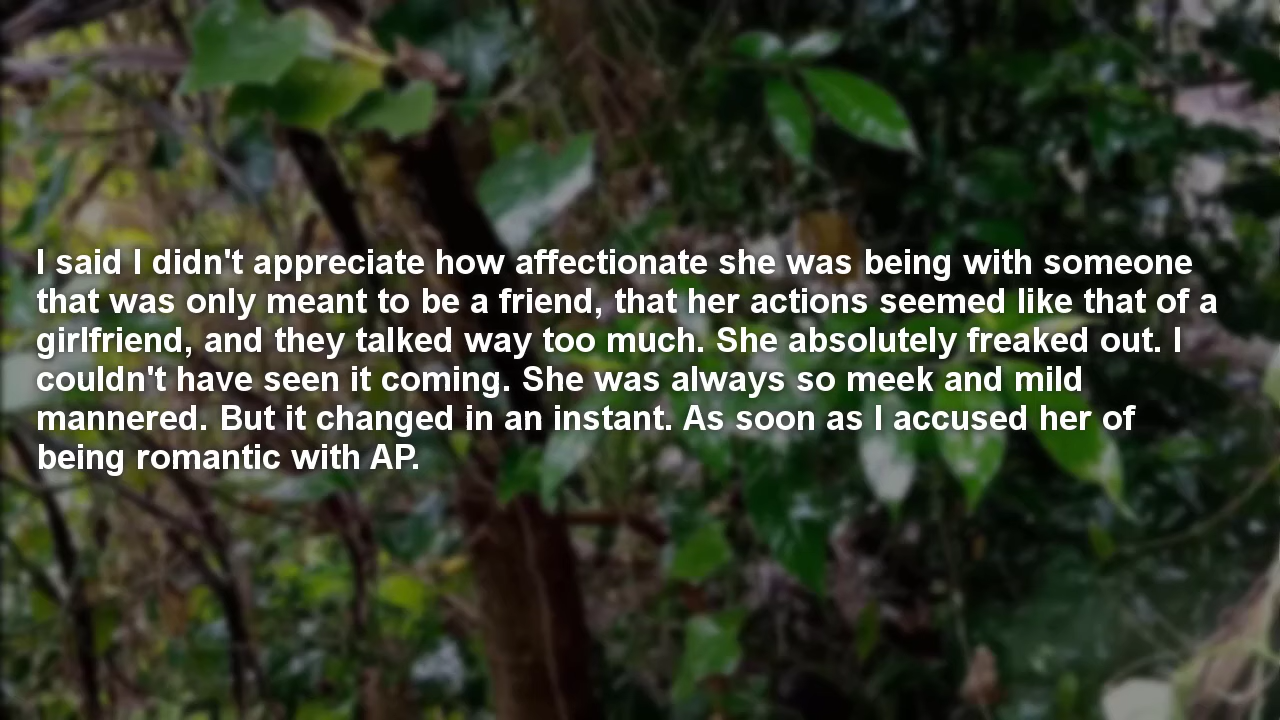 I said I didn't appreciate how affectionate she was being with someone
that was only meant to be a friend, that her actions seemed like that of a
girlfriend, and they talked way too much. She absolutely freaked out. I
couldn't have seen it coming. She was always so meek and mild
mannered. But it changed in an instant. As soon as I accused her of
being romantic with AP.